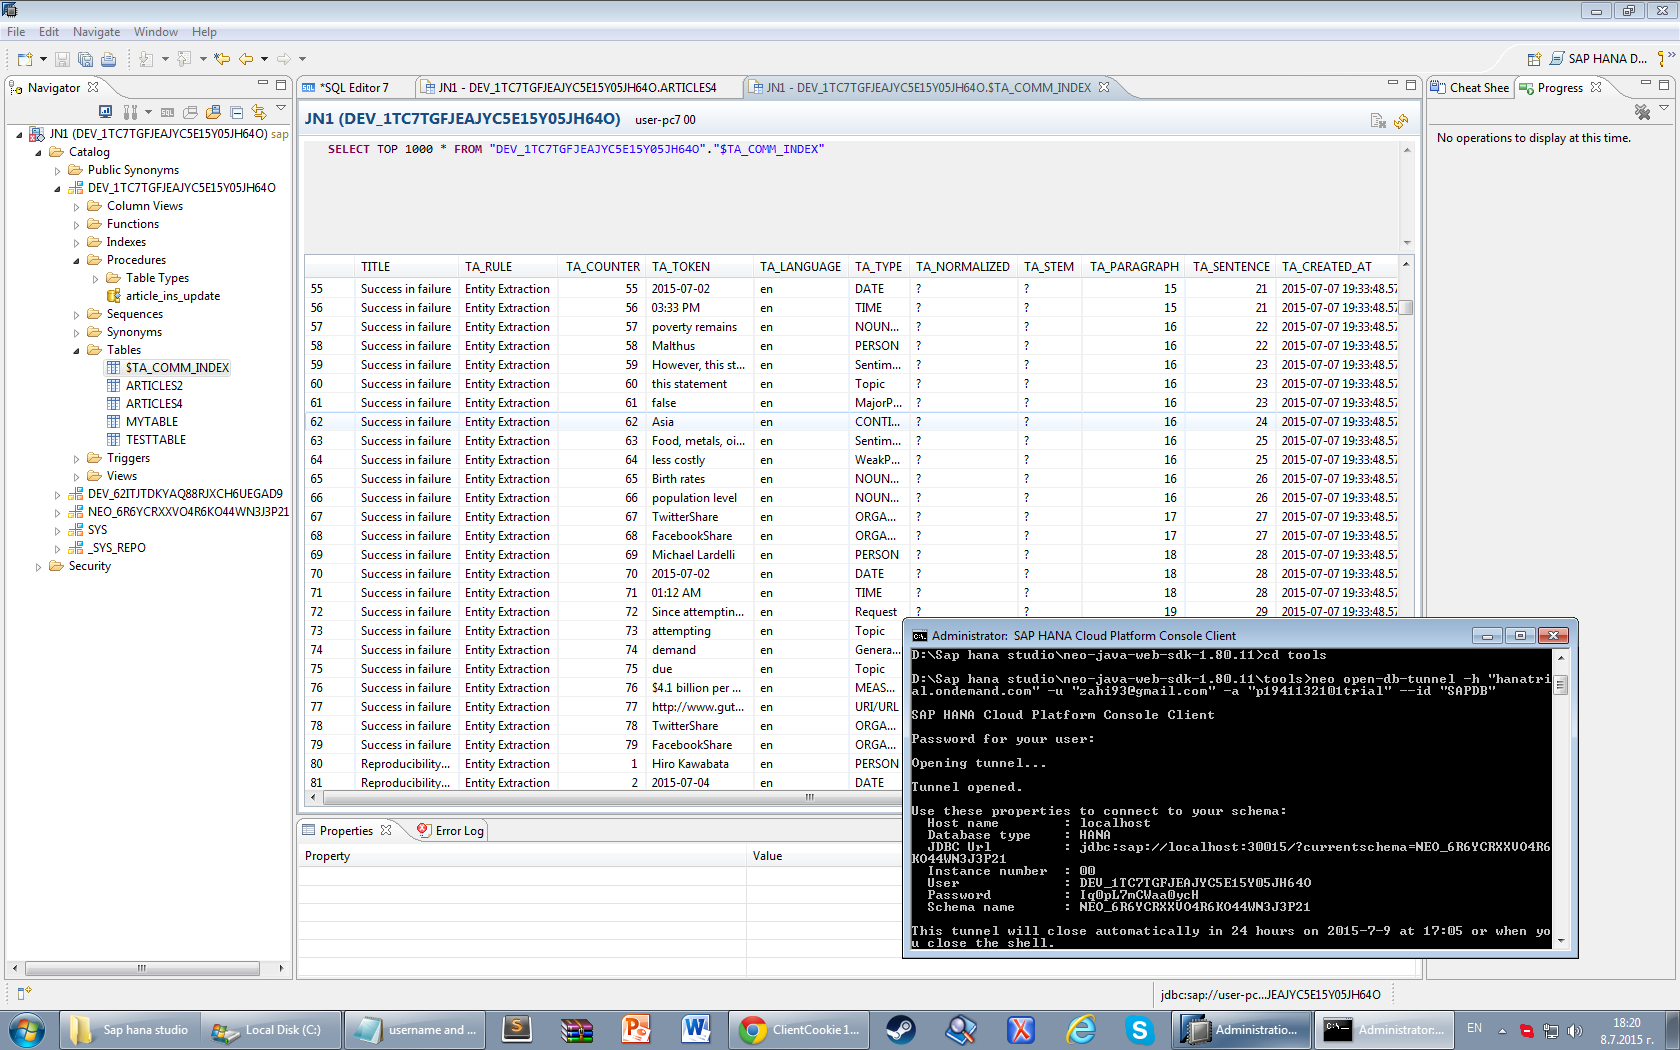 File Edit Navigate Window Help
SAP HANA D...
Navigator
*SQL Editor 7
JN1 - DEV_1TC7TGFJEAJYC5E15Y05JH64O.ARTICLES4
JN1 - DEV_1TC7TGFJEAJYC5E15Y05JH64O.$TA_COMM_INDEX
Cheat Shee
Progress
No operations to display at this time.
JN1 (DEV_1TC7TGFJEAJYC5E15Y05JH64O) sap
Catalog
Public Synonyms
DEV_1TC7TGFJEAJYC5E15Y05JH64O
Column Views
Functions
Indexes
Procedures
Table Types
article_ins_update
Sequences
Synonyms
Tables
$TA_COMM_INDEX
ARTICLES2
ARTICLES4
MYTABLE
TESTTABLE
Triggers
Views
DEV_62ITJTDKYAQ88RJXCH6UEGAD9
NEO_6R6YCRXXVO4R6KO44WN3J3P21
SYS
_SYS_REPO
Security
JN1 (DEV_1TC7TGFJEAJYC5E15Y05JH64O) user-pc7 00
SELECT TOP 1000 * FROM "DEV_1TC7TGFJEAJYC5E15Y05JH64O"."$TA_COMM_INDEX"
TITLE TA_RULE TA_COUNTER TA_TOKEN TA_LANGUAGE TA_TYPE TA_NORMALIZED TA_STEM TA_PARAGRAPH TA_SENTENCE TA_CREATED_AT
55 Success in failure Entity Extraction 55 2015-07-02 en DATE ? ? 15 21 2015-07-07 19:33:48.57
56 Success in failure Entity Extraction 56 03:33 PM en TIME ? ? 15 21 2015-07-07 19:33:48.57
57 Success in failure Entity Extraction 57 poverty remains en NOUN... ? ? 16 22 2015-07-07 19:33:48.57
58 Success in failure Entity Extraction 58 Malthus en PERSON ? ? 16 22 2015-07-07 19:33:48.57
59 Success in failure Entity Extraction 59 However, this st... en Sentim... ? ? 16 23 2015-07-07 19:33:48.57
60 Success in failure Entity Extraction 60 this statement en Topic ? ? 16 23 2015-07-07 19:33:48.57
61 Success in failure Entity Extraction 61 false en MajorP... ? ? 16 23 2015-07-07 19:33:48.57
62 Success in failure Entity Extraction 62 Asia en CONTI... ? ? 16 24 2015-07-07 19:33:48.57
63 Success in failure Entity Extraction 63 Food, metals, oi... en Sentim... ? ? 16 25 2015-07-07 19:33:48.57
64 Success in failure Entity Extraction 64 less costly en WeakP... ? ? 16 25 2015-07-07 19:33:48.57
65 Success in failure Entity Extraction 65 Birth rates en NOUN... ? ? 16 26 2015-07-07 19:33:48.57
66 Success in failure Entity Extraction 66 population level en NOUN... ? ? 16 26 2015-07-07 19:33:48.57
67 Success in failure Entity Extraction 67 TwitterShare en ORGA... ? ? 17 27 2015-07-07 19:33:48.57
68 Success in failure Entity Extraction 68 FacebookShare en ORGA... ? ? 17 27 2015-07-07 19:33:48.57
69 Success in failure Entity Extraction 69 Michael Lardelli en PERSON ? ? 18 28 2015-07-07 19:33:48.57
70 Success in failure Entity Extraction 70 2015-07-02 en DATE ? ? 18 28 2015-07-07 19:33:48.57
71 Success in failure Entity Extraction 71 01:12 AM en TIME ? ? 18 28 2015-07-07 19:33:48.57
72 Success in failure Entity Extraction 72 Since attemptin... en Request ? ? 19 29 2015-07-07 19:33:48.57
73 Success in failure Entity Extraction 73 attempting en Topic
74 Success in failure Entity Extraction 74 demand en Genera...
75 Success in failure Entity Extraction 75 due en Topic
76 Success in failure Entity Extraction 76 $4.1 billion per ... en MEAS...
77 Success in failure Entity Extraction 77 http://www.gut... en URI/URL
78 Success in failure Entity Extraction 78 TwitterShare en ORGA...
79 Success in failure Entity Extraction 79 FacebookShare en ORGA...
80 Reproducibility... Entity Extraction 1 Hiro Kawabata en PERSON
81 Reproducibility... Entity Extraction 2 2015-07-04 en DATE
Properties
Error Log
Property Value
Administrator: SAP HANA Cloud Platform Console Client
D:\Sap hana studio\neo-java-web-sdk-1.80.11>cd tools
D:\Sap hana studio\neo-java-web-sdk-1.80.11\tools>neo open-db-tunnel -h "hanatri
al.ondemand.com" -u "zahi93@gmail.com" -a "p1941132101trial" --id "SAPDB"
SAP HANA Cloud Platform Console Client
Password for your user:
Opening tunnel...
Tunnel opened.
Use these properties to connect to your schema:
Host name : localhost
Database type : HANA
JDBC Url : jdbc:sap://localhost:30015/?currentschema=NEO_6R6YCRXXVO4R6
KO44WN3J3P21
Instance number : 00
User : DEV_1TC7TGFJEAJYC5E15Y05JH64O
Password : Iq0pL7mCWaa0ycH
Schema name : NEO_6R6YCRXXVO4R6KO44WN3J3P21
This tunnel will close automatically in 24 hours on 2015-7-9 at 17:05 or when yo
u close the shell.
jdbc:sap://user-pc...JEAJYC5E15Y05JH64O
Sap hana studio
Local Disk (C:)
username and ...
ClientCookie 1...
Administratio...
Administrator:...
EN
18:20
8.7.2015 г.